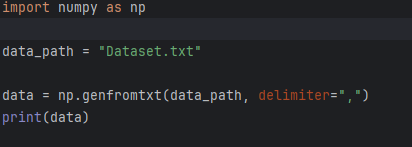 import numpy as np
data_path = "Dataset.txt"
data = np.genfromtxt(data_path, delimiter=",")
print(data)